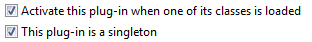 Activate this plug-in when one of its classes is loaded
This plug-in is a singleton